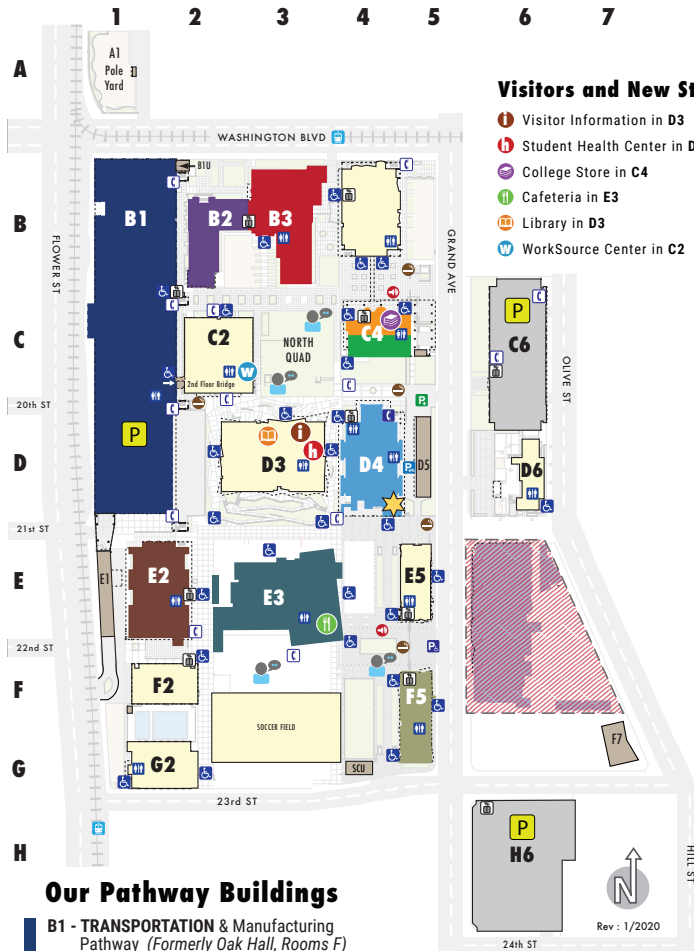 1 2 3 4 5 6 7
A
B
C
D
E
F
G
H
A1
Pole
Yard
WASHINGTON BLVD
Visitors and New St
i Visitor Information in D3
h Student Health Center in D
College Store in C4
Cafeteria in E3
Library in D3
W WorkSource Center in C2
B1U
B1
B2
B3
FLOWER ST
GRAND AVE
OLIVE ST
HILL ST
C2
W
NORTH
QUAD
C4
P
C6
2nd Floor Bridge
20th ST
P
i
h
D3
D4
D5
D6
21st ST
E1
E2
E3
E5
22nd ST
F2
F5
SOCCER FIELD
F7
G2
SCU
23rd ST
P
H6
N
Rev : 1/2020
24th ST
Our Pathway Buildings
B1 - TRANSPORTATION & Manufacturing
Pathway (Formerly Oak Hall, Rooms F)